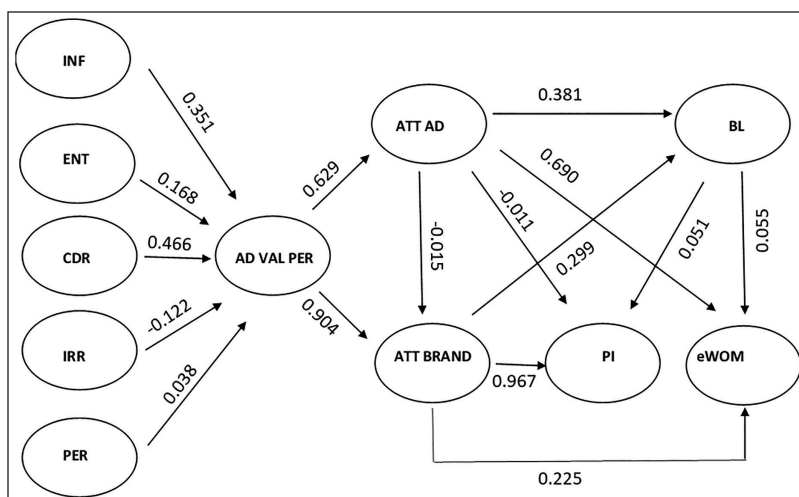 INF
0.351
ENT
0.168
CDR
0.466
IRR
-0.122
PER
0.038
AD VAL PER
0.629
0.904
ATT AD
0.381
BL
-0.015
-0.011
0.690
0.299
0.051
0.055
ATT BRAND
0.967
PI
eWOM
0.225